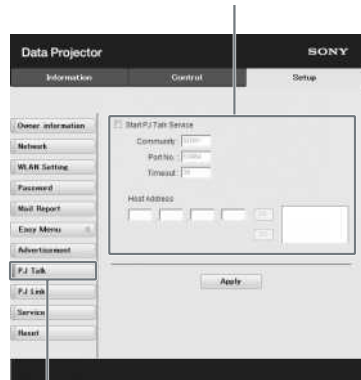 Data Projector
SONY
Information
Control
Setup
Owner information
Network
WLAN Setting
Password
Mail Report
Easy Menu
Advertisement
PJ Talk
PJ Link
Service
Reset
Start PJ Talk Service
Community
Port No.
Timeout
Host Address
Apply